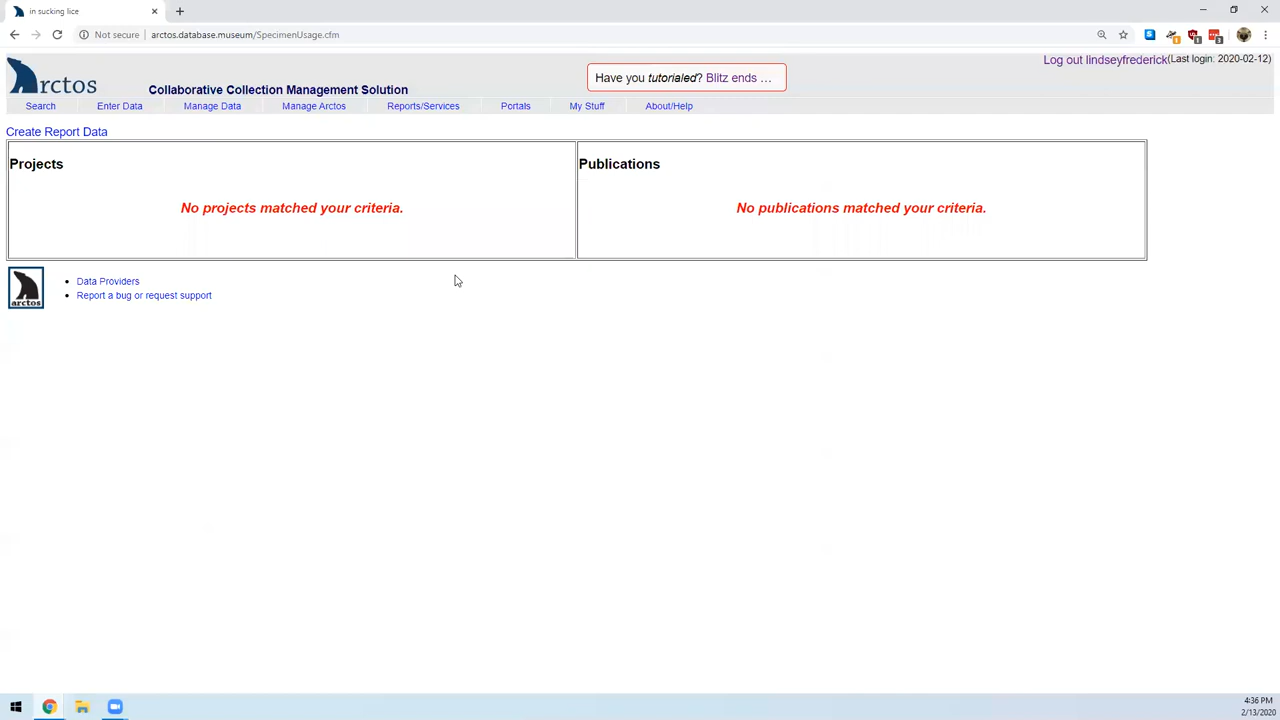 in sucking lice
Not secure | arctos.database.museum/SpecimenUsage.cfm
arctos
Collaborative Collection Management Solution
Have you tutorialed? Blitz ends …
Log out lindseyfrederick(Last login: 2020-02-12)
Search Enter Data Manage Data Manage Arctos Reports/Services Portals My Stuff About/Help
Create Report Data
Projects
No projects matched your criteria.
Publications
No publications matched your criteria.
arctos
• Data Providers
• Report a bug or request support
4:36 PM
2/13/2020